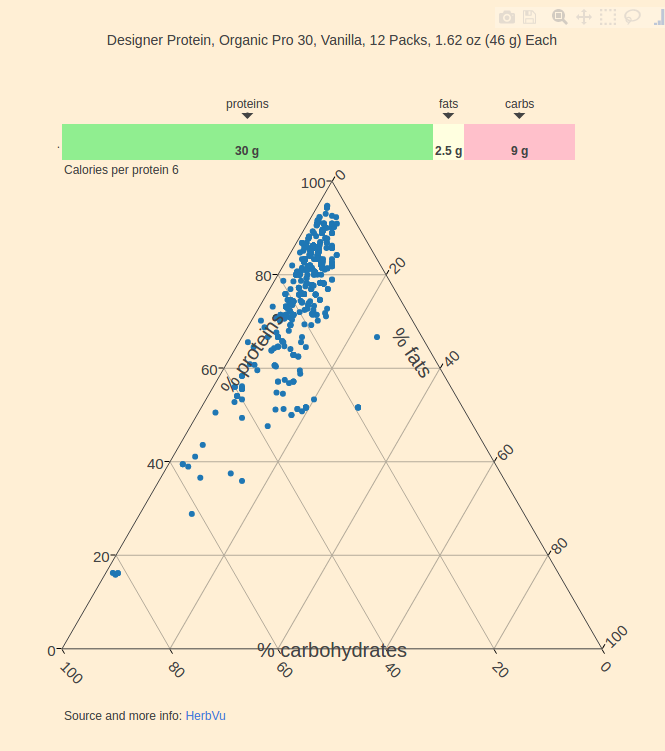 Designer Protein, Organic Pro 30, Vanilla, 12 Packs, 1.62 oz (46 g) Each
proteins fats carbs
30 g 2.5 g 9 g
Calories per protein 6
100 0
80 20
% proteins % fats
60 40
40 60
20 80
0 100
% carbohydrates
100 80 60 40 20 0
Source and more info: HerbVu